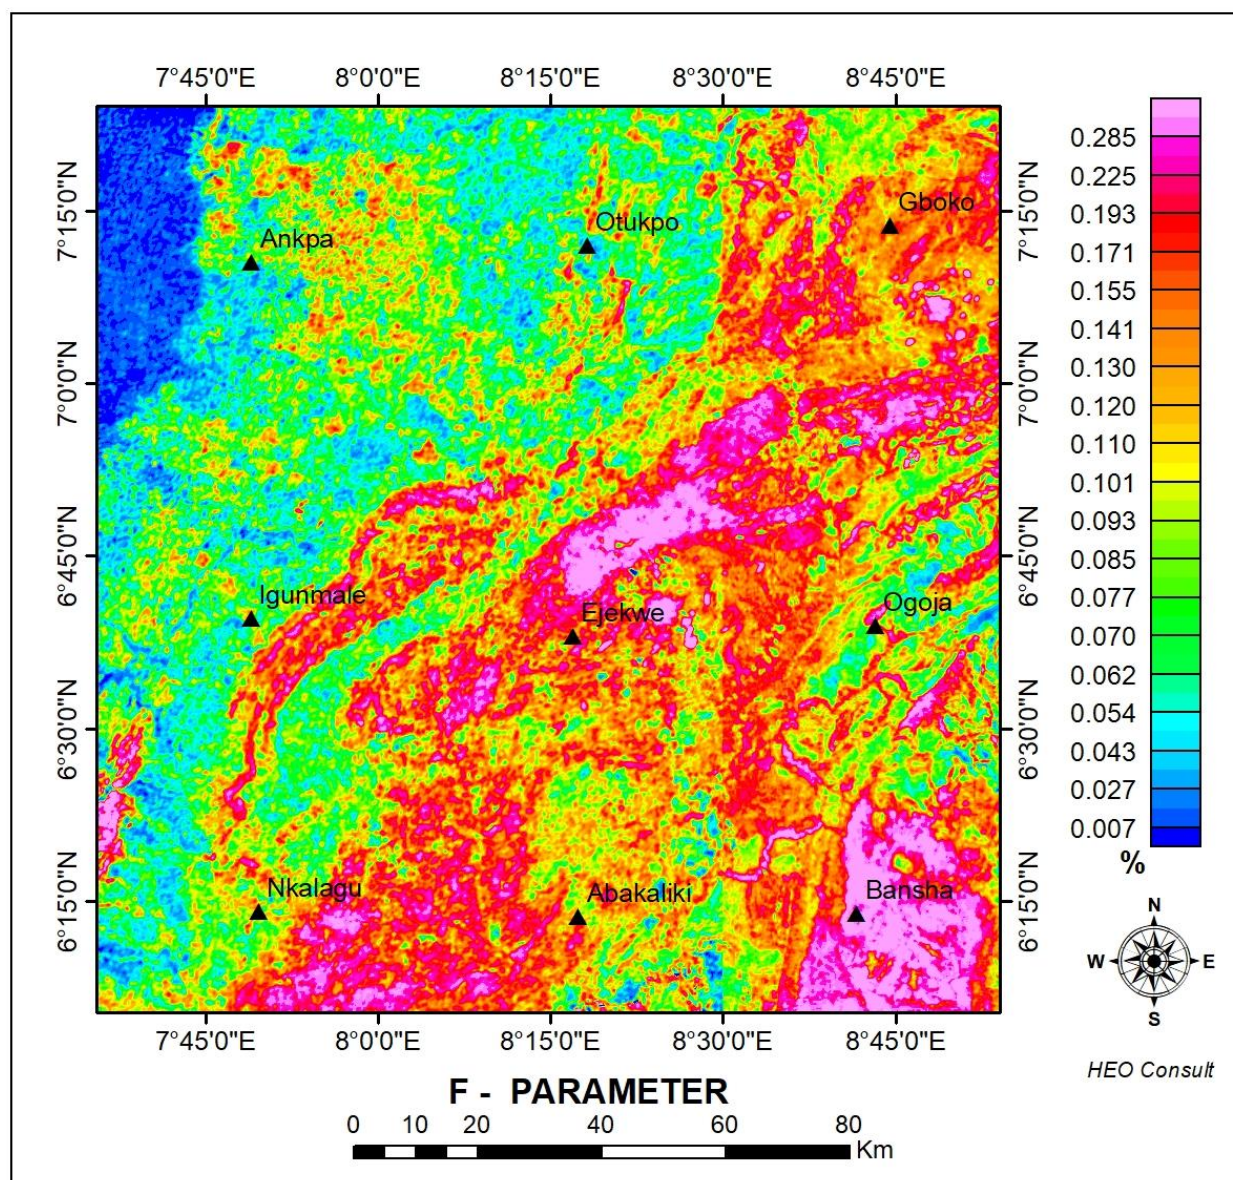 7°45'0"E 8°0'0"E 8°15'0"E 8°30'0"E 8°45'0"E
7°15'0"N 7°0'0"N 6°45'0"N 6°30'0"N 6°15'0"N
Ankpa
Otukpo
Gboko
Igunmale
Ejekwe
Ogoja
Nkalagu
Abakaliki
Bansha
7°15'0"N 7°0'0"N 6°45'0"N 6°30'0"N 6°15'0"N
7°45'0"E 8°0'0"E 8°15'0"E 8°30'0"E 8°45'0"E
0.285
0.225
0.193
0.171
0.155
0.141
0.130
0.120
0.110
0.101
0.093
0.085
0.077
0.070
0.062
0.054
0.043
0.027
0.007
%
N
W E
S
HEO Consult
F - PARAMETER
0 10 20 40 60 80
Km